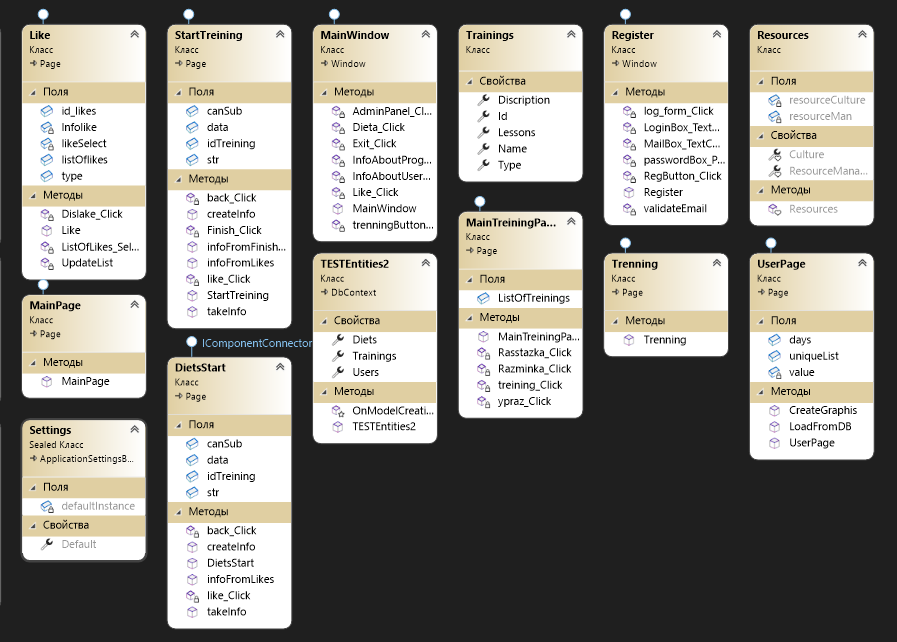 Like
Класс
Page
Поля
id_likes
Infolike
likeSelect
listOflikes
type
Методы
Dislake_Click
Like
ListOfLikes_Sel...
UpdateList
MainPage
Класс
Page
Методы
MainPage
Settings
Sealed Класс
ApplicationSettingsB...
Поля
defaultInstance
Свойства
Default
StartTreining
Класс
Page
Поля
canSub
data
idTreining
str
Методы
back_Click
createInfo
Finish_Click
infoFromFinish...
infoFromLikes
like_Click
StartTreining
takeInfo
IComponentConnector
DietsStart
Класс
Page
Поля
canSub
data
idTreining
str
Методы
back_Click
createInfo
DietsStart
infoFromLikes
like_Click
takeInfo
MainWindow
Класс
Window
Методы
AdminPanel_Cl...
Dieta_Click
Exit_Click
InfoAboutProg...
InfoAboutUser...
Like_Click
MainWindow
trenningButton...
TESTEntities2
Класс
DbContext
Свойства
Diets
Trainings
Users
Методы
OnModelCreati...
TESTEntities2
Trainings
Класс
Свойства
Discription
Id
Lessons
Name
Type
MainTreiningPa...
Класс
Page
Поля
ListOfTreinings
Методы
MainTreiningPa...
Rasstazka_Click
Razminka_Click
treining_Click
ypraz_Click
Register
Класс
Window
Методы
log_form_Click
LoginBox_Text...
MailBox_TextC...
passwordBox_P...
RegButton_Click
Register
validateEmail
Trenning
Класс
Page
Методы
Trenning
Resources
Класс
Поля
resourceCulture
resourceMan
Свойства
Culture
ResourceMana...
Методы
Resources
UserPage
Класс
Page
Поля
days
uniqueList
value
Методы
CreateGraphis
LoadFromDB
UserPage